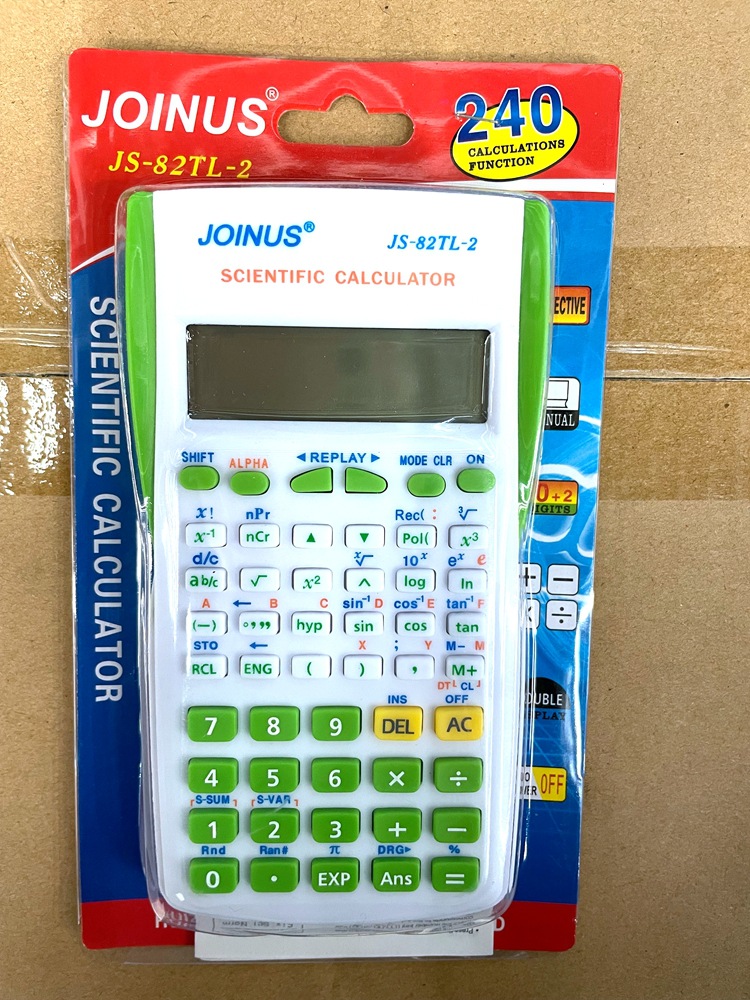 JOINUS®
JS-82TL-2
240
CALCULATIONS
FUNCTION
SCIENTIFIC CALCULATOR
JOINUS®
JS-82TL-2
SCIENTIFIC CALCULATOR
ECTIVE
NUAL
0+2
IGITS
OUBLE
PLAY
OFF
SHIFT ALPHA ◄ REPLAY ► MODE CLR ON
x! nPr Rec( : ³√
x⁻¹ nCr ▲ ▼ Pol( x³
d/c ˣ√ 10ˣ eˣ e
a b/c √ x² ^ log ln
A ← B C sin⁻¹ D cos⁻¹ E tan⁻¹ F
(—) °,,, hyp sin cos tan
STO ← X ; Y M– M
RCL ENG ( ) , M+
DT CL
INS OFF
7 8 9 DEL AC
4 5 6 × ÷
S-SUM S-VAR
1 2 3 + −
Rnd Ran# π DRG► %
0 · EXP Ans =